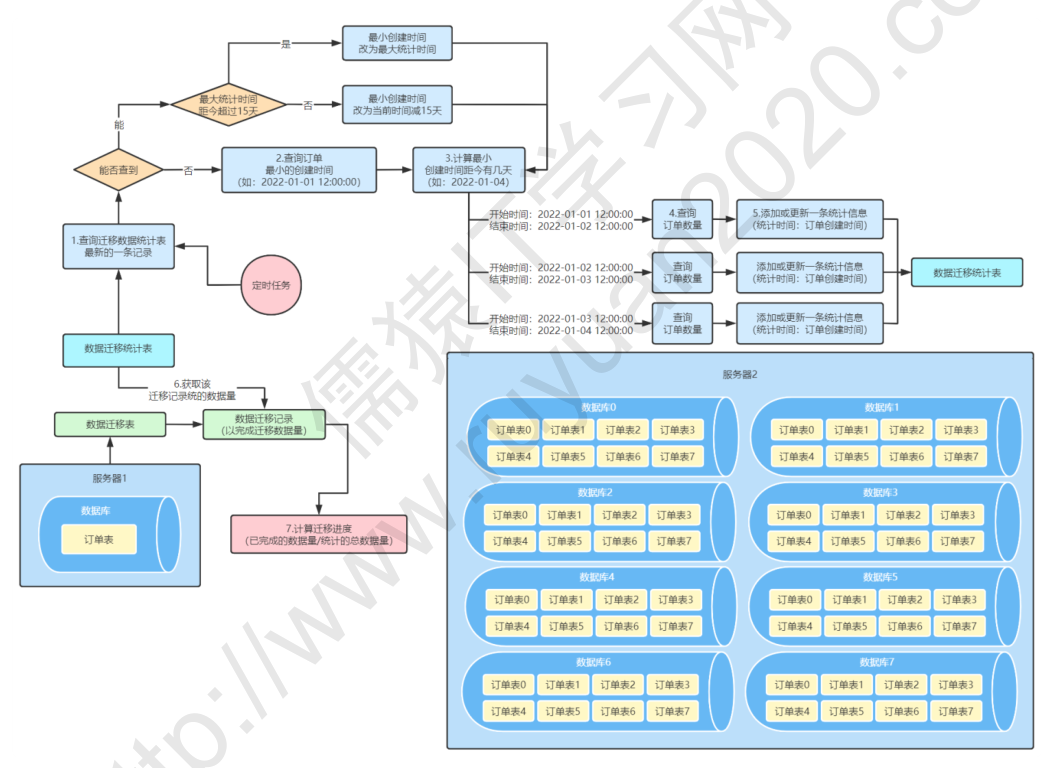 最小创建时间
改为最大统计时间
是
最大统计时间
距今超过15天
否
最小创建时间
改为当前时间减15天
能
能否查到
否
2.查询订单
最小的创建时间
(如：2022-01-01 12:00:00)
3.计算最小
创建时间距今有几天
(如：2022-01-04)
1.查询迁移数据统计表
最新的一条记录
定时任务
开始时间：2022-01-01 12:00:00
结束时间：2022-01-02 12:00:00
4.查询
订单数量
5.添加或更新一条统计信息
(统计时间：订单创建时间)
开始时间：2022-01-02 12:00:00
结束时间：2022-01-03 12:00:00
查询
订单数量
添加或更新一条统计信息
(统计时间：订单创建时间)
数据迁移统计表
开始时间：2022-01-03 12:00:00
结束时间：2022-01-04 12:00:00
查询
订单数量
添加或更新一条统计信息
(统计时间：订单创建时间)
数据迁移统计表
6.获取该
迁移记录统的数据量
数据迁移表
数据迁移记录
(以完成迁移数据量)
服务器1
数据库
订单表
7.计算迁移进度
(已完成的数据量/统计的总数据量)
服务器2
数据库0
订单表0 订单表1 订单表2 订单表3
订单表4 订单表5 订单表6 订单表7
数据库1
订单表0 订单表1 订单表2 订单表3
订单表4 订单表5 订单表6 订单表7
数据库2
订单表0 订单表1 订单表2 订单表3
订单表4 订单表5 订单表6 订单表7
数据库3
订单表0 订单表1 订单表2 订单表3
订单表4 订单表5 订单表6 订单表7
数据库4
订单表0 订单表1 订单表2 订单表3
订单表4 订单表5 订单表6 订单表7
数据库5
订单表0 订单表1 订单表2 订单表3
订单表4 订单表5 订单表6 订单表7
数据库6
订单表0 订单表1 订单表2 订单表3
订单表4 订单表5 订单表6 订单表7
数据库7
订单表0 订单表1 订单表2 订单表3
订单表4 订单表5 订单表6 订单表7
儒猿IT学习网
ttp://www.ruyuan2020.co